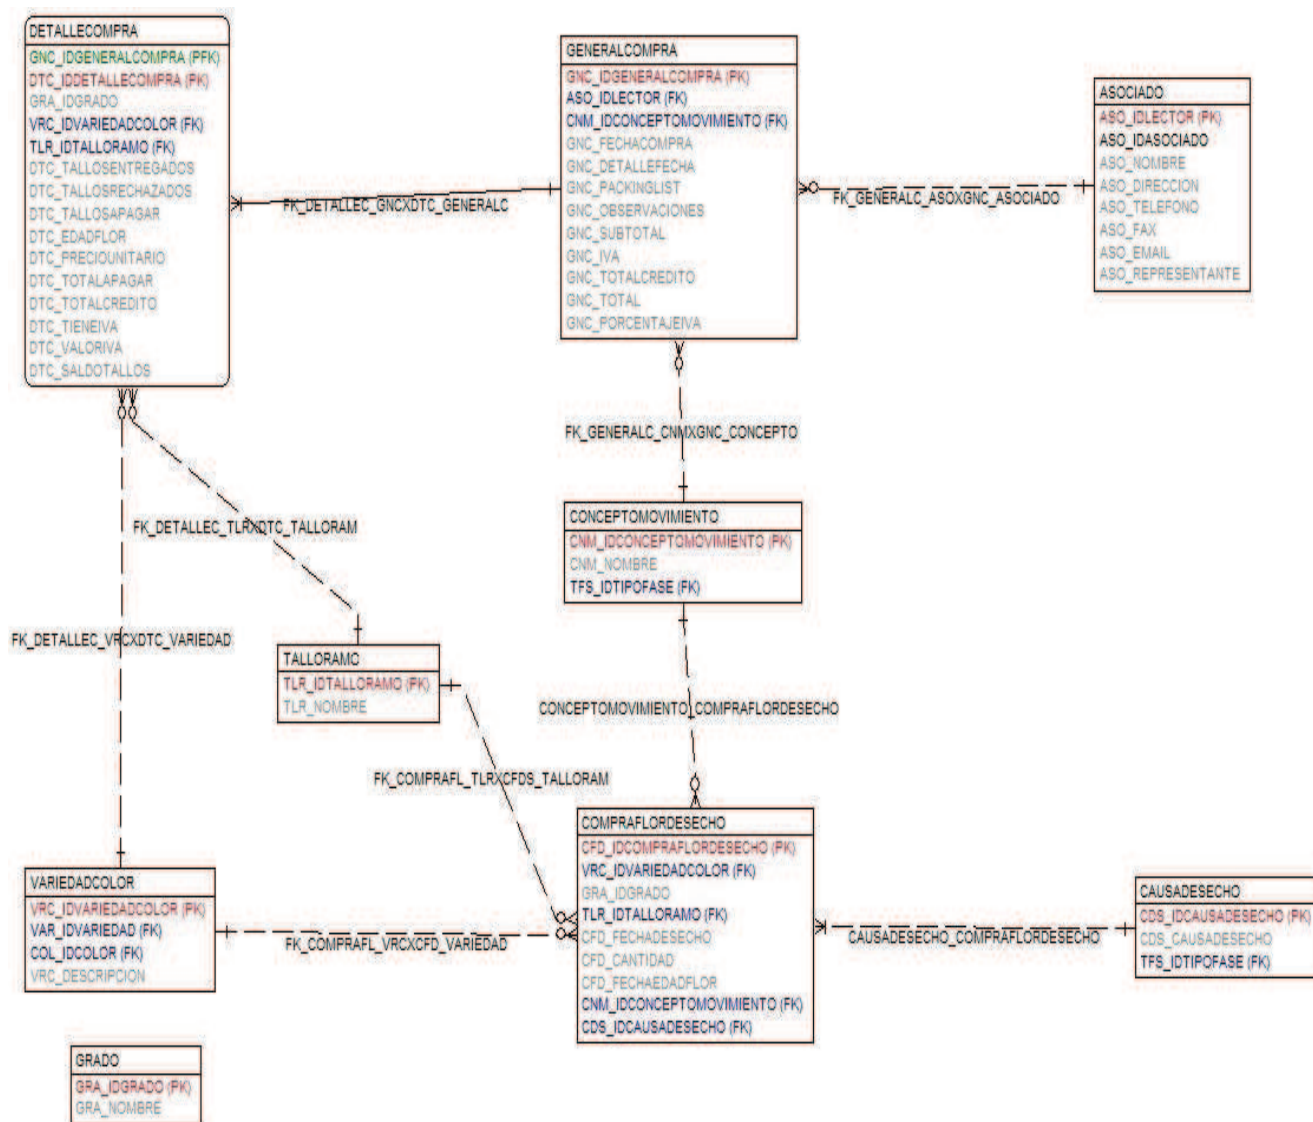 DETALLECOMPRA
GNC_IDGENERALCOMPRA (PFK)
DTC_IDDETALLECOMPRA (PK)
GRA_IDGRADO
VRC_IDVARIEDADCOLOR (FK)
TLR_IDTALLORAMO (FK)
DTC_TALLOSENTREGADOS
DTC_TALLOSRECHAZADOS
DTC_TALLOSAPAGAR
DTC_EDADFLOR
DTC_PRECIOUNITARIO
DTC_TOTALAPAGAR
DTC_TOTALCREDITO
DTC_TIENEIVA
DTC_VALORIVA
DTC_SALDOTALLOS
FK_DETALLEC_GNCXDTC_GENERALC
GENERALCOMPRA
GNC_IDGENERALCOMPRA (PK)
ASO_IDLECTOR (FK)
CNM_IDCONCEPTOMOVIMIENTO (FK)
GNC_FECHACOMPRA
GNC_DETALLEFECHA
GNC_PACKINGLIST
GNC_OBSERVACIONES
GNC_SUBTOTAL
GNC_IVA
GNC_TOTALCREDITO
GNC_TOTAL
GNC_PORCENTAJEIVA
FK_GENERALC_ASOXGNC_ASOCIADO
ASOCIADO
ASO_IDLECTOR (PK)
ASO_IDASOCIADO
ASO_NOMBRE
ASO_DIRECCION
ASO_TELEFONO
ASO_FAX
ASO_EMAIL
ASO_REPRESENTANTE
FK_GENERALC_CNMXGNC_CONCEPTO
FK_DETALLEC_TLRXDTC_TALLORAM
CONCEPTOMOVIMIENTO
CNM_IDCONCEPTOMOVIMIENTO (PK)
CNM_NOMBRE
TFS_IDTIPOFASE (FK)
FK_DETALLEC_VRCXDTC_VARIEDAD
TALLORAMO
TLR_IDTALLORAMO (PK)
TLR_NOMBRE
CONCEPTOMOVIMIENTO_COMPRAFLORDESECHO
FK_COMPRAFL_TLRXCFDS_TALLORAM
COMPRAFLORDESECHO
CFD_IDCOMPRAFLORDESECHO (PK)
VRC_IDVARIEDADCOLOR (FK)
GRA_IDGRADO
TLR_IDTALLORAMO (FK)
CFD_FECHADESECHO
CFD_CANTIDAD
CFD_FECHAEDADFLOR
CNM_IDCONCEPTOMOVIMIENTO (FK)
CDS_IDCAUSADESECHO (FK)
VARIEDADCOLOR
VRC_IDVARIEDADCOLOR (PK)
VAR_IDVARIEDAD (FK)
COL_IDCOLOR (FK)
VRC_DESCRIPCION
FK_COMPRAFL_VRCXCFD_VARIEDAD
CAUSADESECHO_COMPRAFLORDESECHO
CAUSADESECHO
CDS_IDCAUSADESECHO (PK)
CDS_CAUSADESECHO
TFS_IDTIPOFASE (FK)
GRADO
GRA_IDGRADO (PK)
GRA_NOMBRE